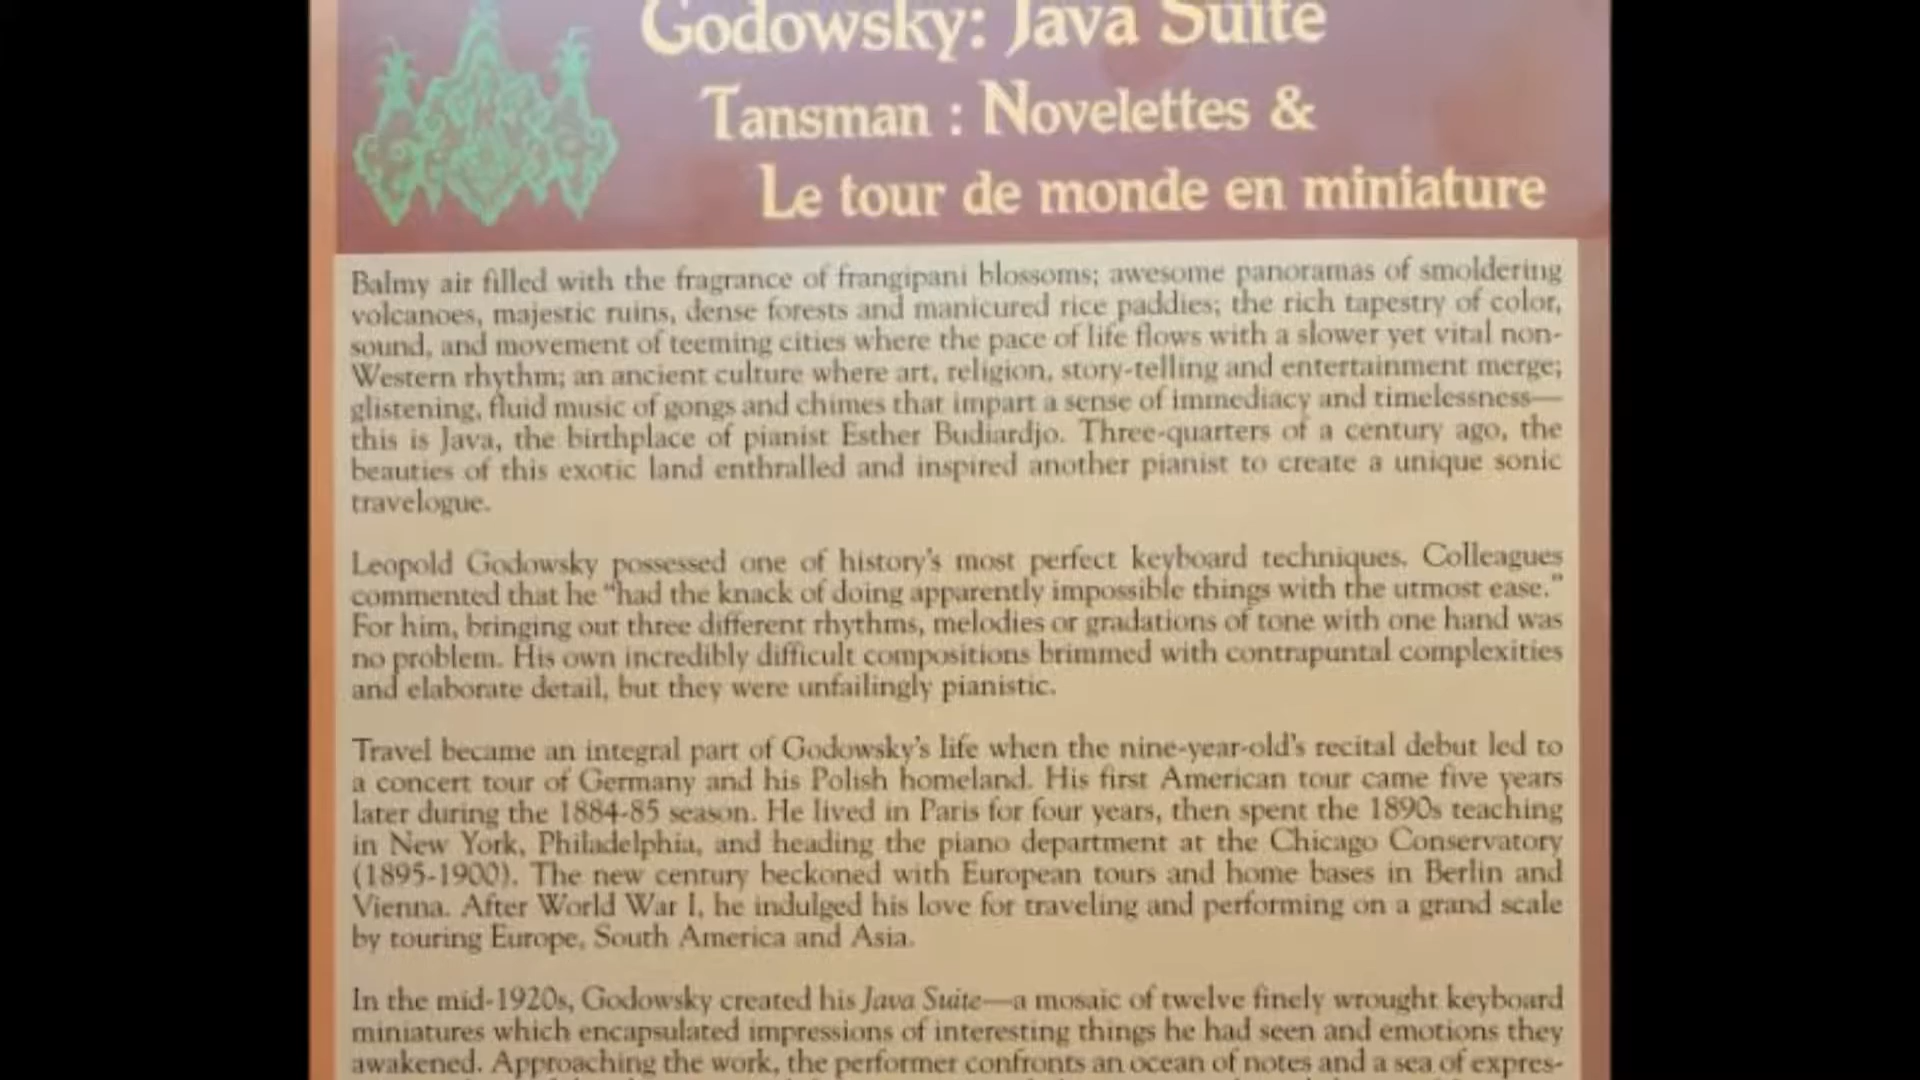 Godowsky: Java Suite
Tansman : Novelettes &
Le tour de monde en miniature
Balmy air filled with the fragrance of frangipani blossoms; awesome panoramas of smoldering
volcanoes, majestic ruins, dense forests and manicured rice paddies; the rich tapestry of color,
sound, and movement of teeming cities where the pace of life flows with a slower yet vital non-
Western rhythm; an ancient culture where art, religion, story-telling and entertainment merge;
glistening, fluid music of gongs and chimes that impart a sense of immediacy and timelessness—
this is Java, the birthplace of pianist Esther Budiardjo. Three-quarters of a century ago, the
beauties of this exotic land enthralled and inspired another pianist to create a unique sonic
travelogue.
Leopold Godowsky possessed one of history's most perfect keyboard techniques. Colleagues
commented that he "had the knack of doing apparently impossible things with the utmost ease."
For him, bringing out three different rhythms, melodies or gradations of tone with one hand was
no problem. His own incredibly difficult compositions brimmed with contrapuntal complexities
and elaborate detail, but they were unfailingly pianistic.
Travel became an integral part of Godowsky's life when the nine-year-old's recital debut led to
a concert tour of Germany and his Polish homeland. His first American tour came five years
later during the 1884-85 season. He lived in Paris for four years, then spent the 1890s teaching
in New York, Philadelphia, and heading the piano department at the Chicago Conservatory
(1895-1900). The new century beckoned with European tours and home bases in Berlin and
Vienna. After World War I, he indulged his love for traveling and performing on a grand scale
by touring Europe, South America and Asia.
In the mid-1920s, Godowsky created his Java Suite—a mosaic of twelve finely wrought keyboard
miniatures which encapsulated impressions of interesting things he had seen and emotions they
awakened. Approaching the work, the performer confronts an ocean of notes and a sea of expres-